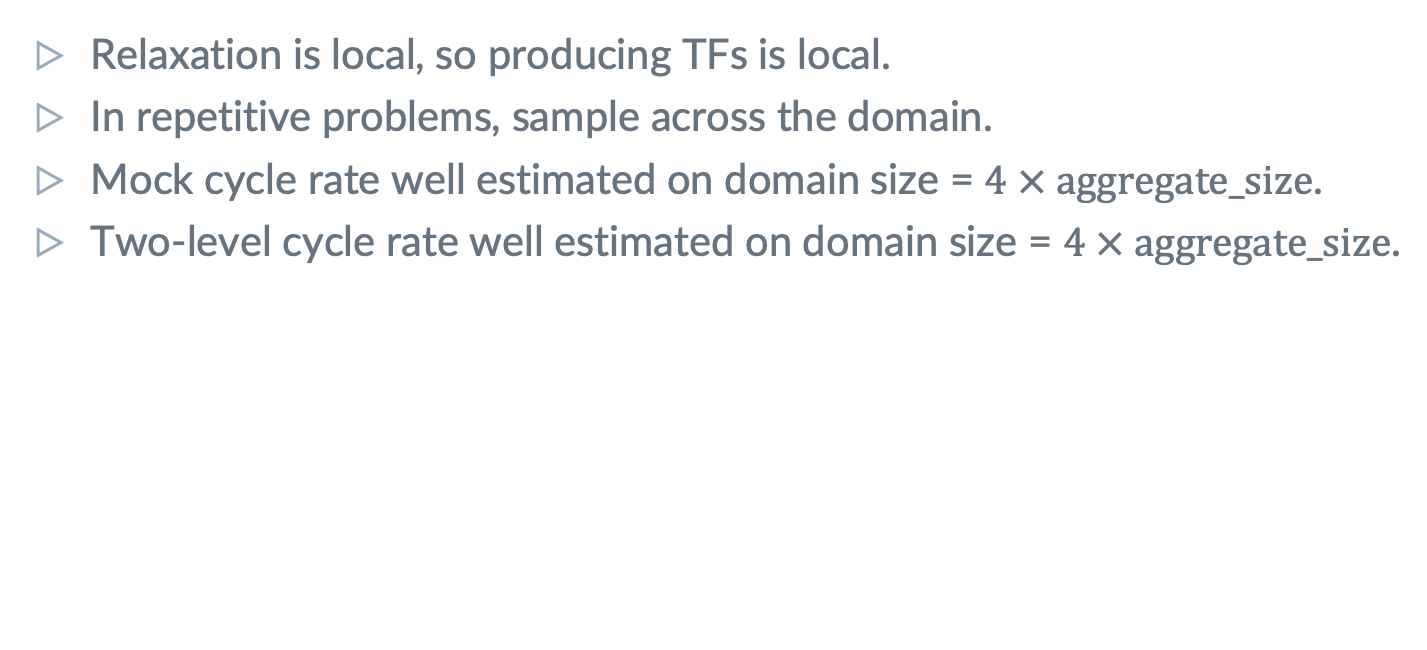 ▷ Relaxation is local, so producing TFs is local.
▷ In repetitive problems, sample across the domain.
▷ Mock cycle rate well estimated on domain size = 4 × aggregate_size.
▷ Two-level cycle rate well estimated on domain size = 4 × aggregate_size.